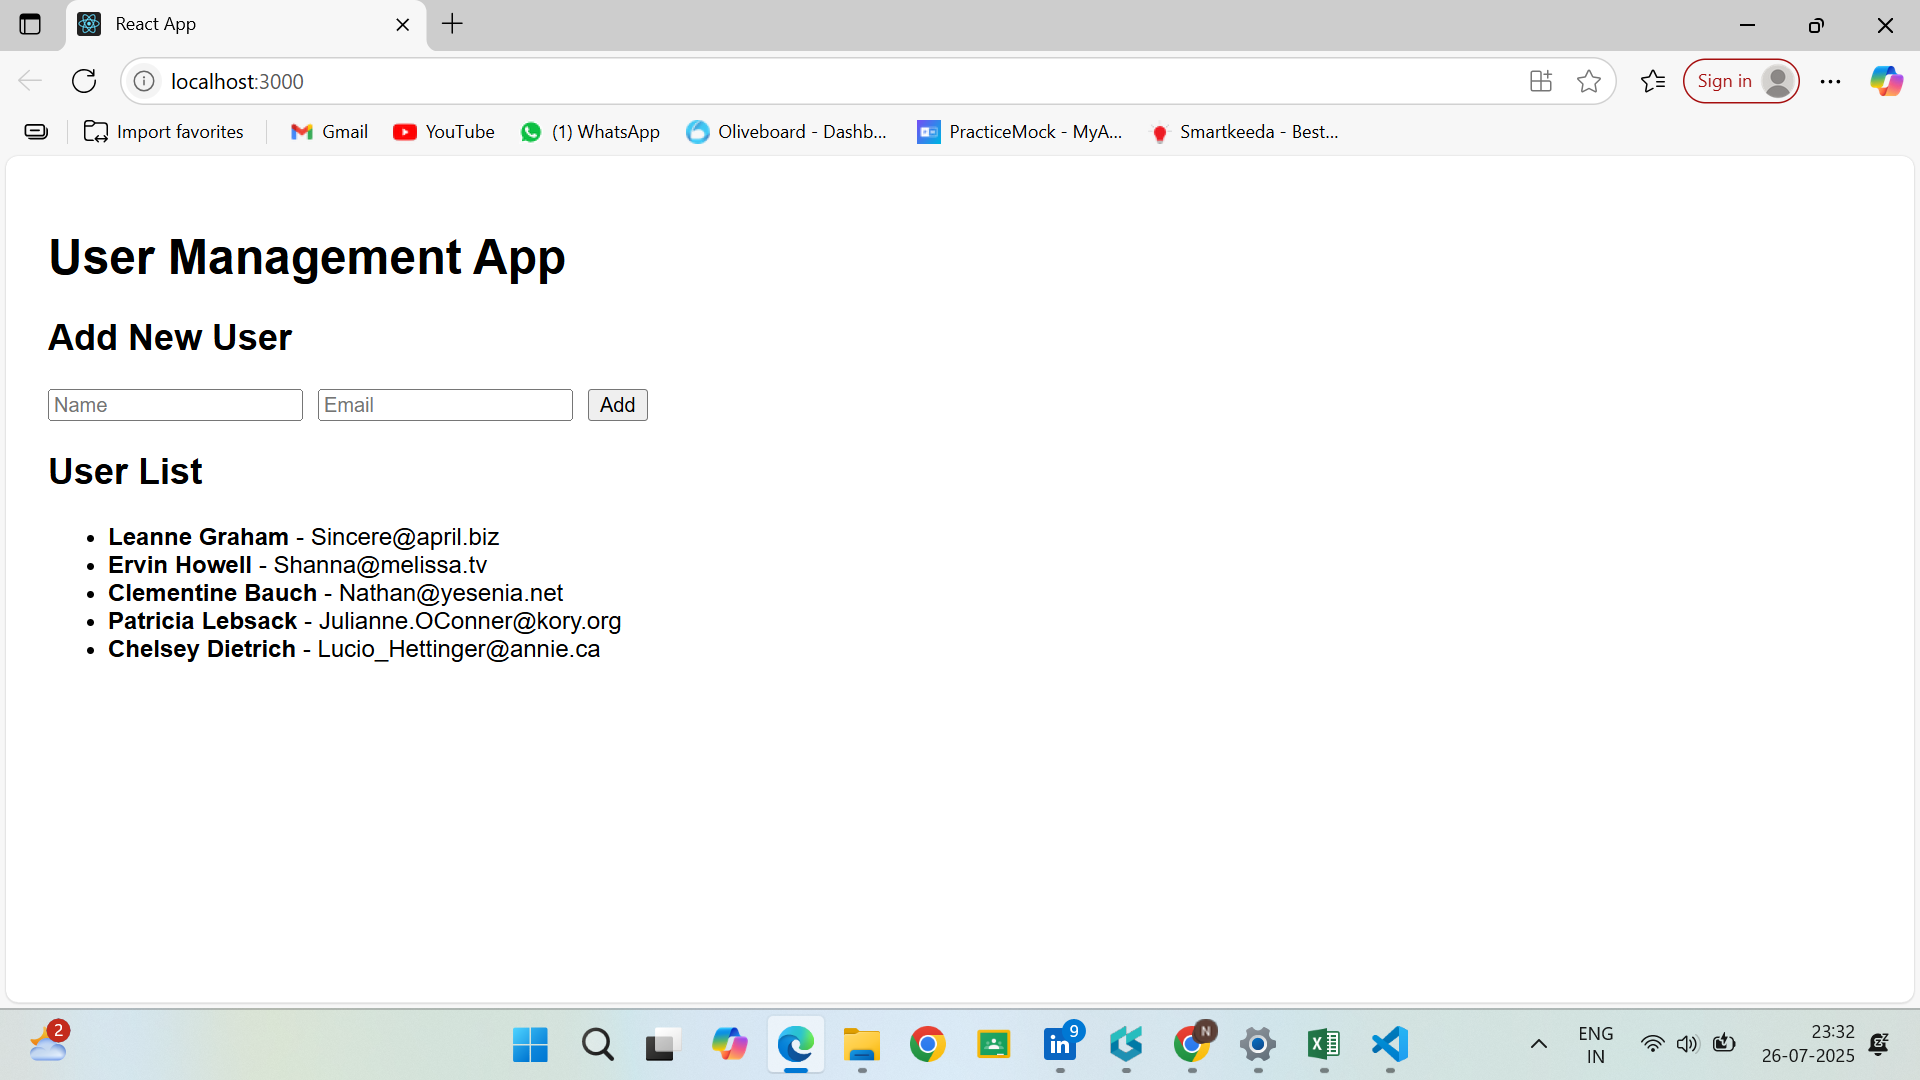 React App
localhost:3000
Sign in
Import favorites
Gmail
YouTube
(1) WhatsApp
Oliveboard - Dashb...
PracticeMock - MyA...
Smartkeeda - Best...
User Management App
Add New User
Name
Email
Add
User List
• Leanne Graham - Sincere@april.biz
• Ervin Howell - Shanna@melissa.tv
• Clementine Bauch - Nathan@yesenia.net
• Patricia Lebsack - Julianne.OConner@kory.org
• Chelsey Dietrich - Lucio_Hettinger@annie.ca
2
in
9
N
X
ENG
IN
23:32
26-07-2025